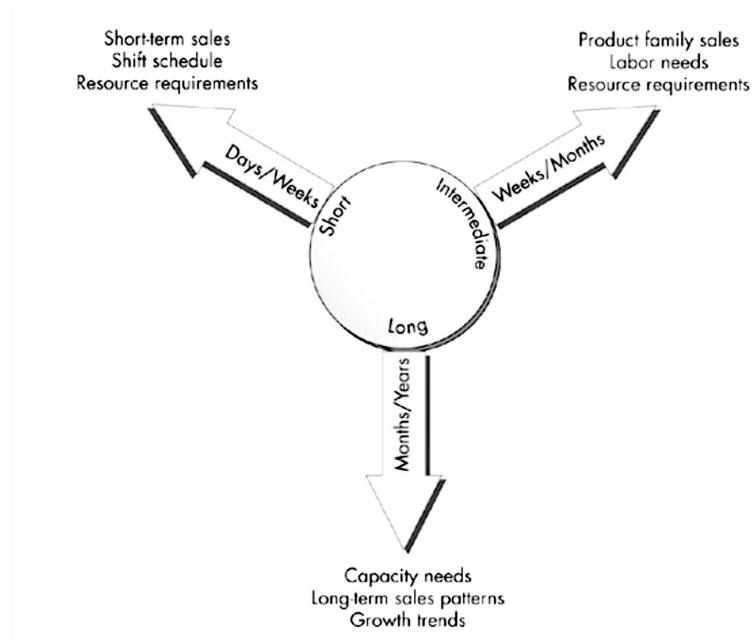 Short-term sales
Shift schedule
Resource requirements
Product family sales
Labor needs
Resource requirements
Days/Weeks
Weeks/Months
Short
Intermediate
Long
Months/Years
Capacity needs
Long-term sales patterns
Growth trends